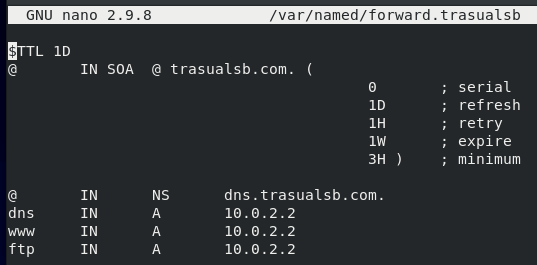 GNU nano 2.9.8 /var/named/forward.trasualsb
$TTL 1D
@ IN SOA @ trasualsb.com. (
0 ; serial
1D ; refresh
1H ; retry
1W ; expire
3H ) ; minimum
@ IN NS dns.trasualsb.com.
dns IN A 10.0.2.2
www IN A 10.0.2.2
ftp IN A 10.0.2.2